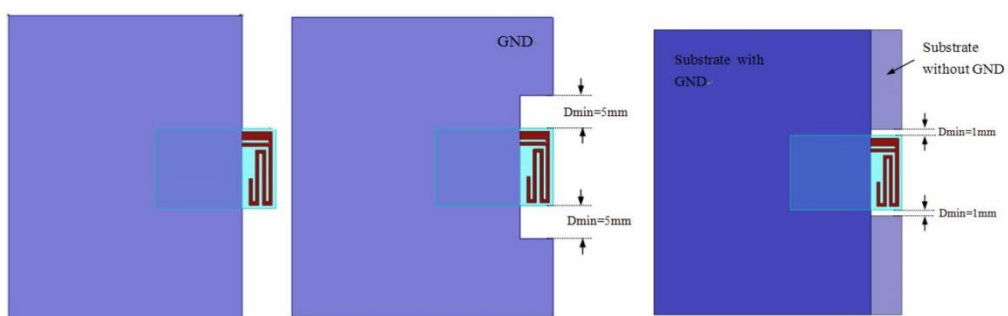 GND
Dmin=5mm
Dmin=5mm
Substrate with
GND
Substrate
without GND
Dmin=1mm
Dmin=1mm